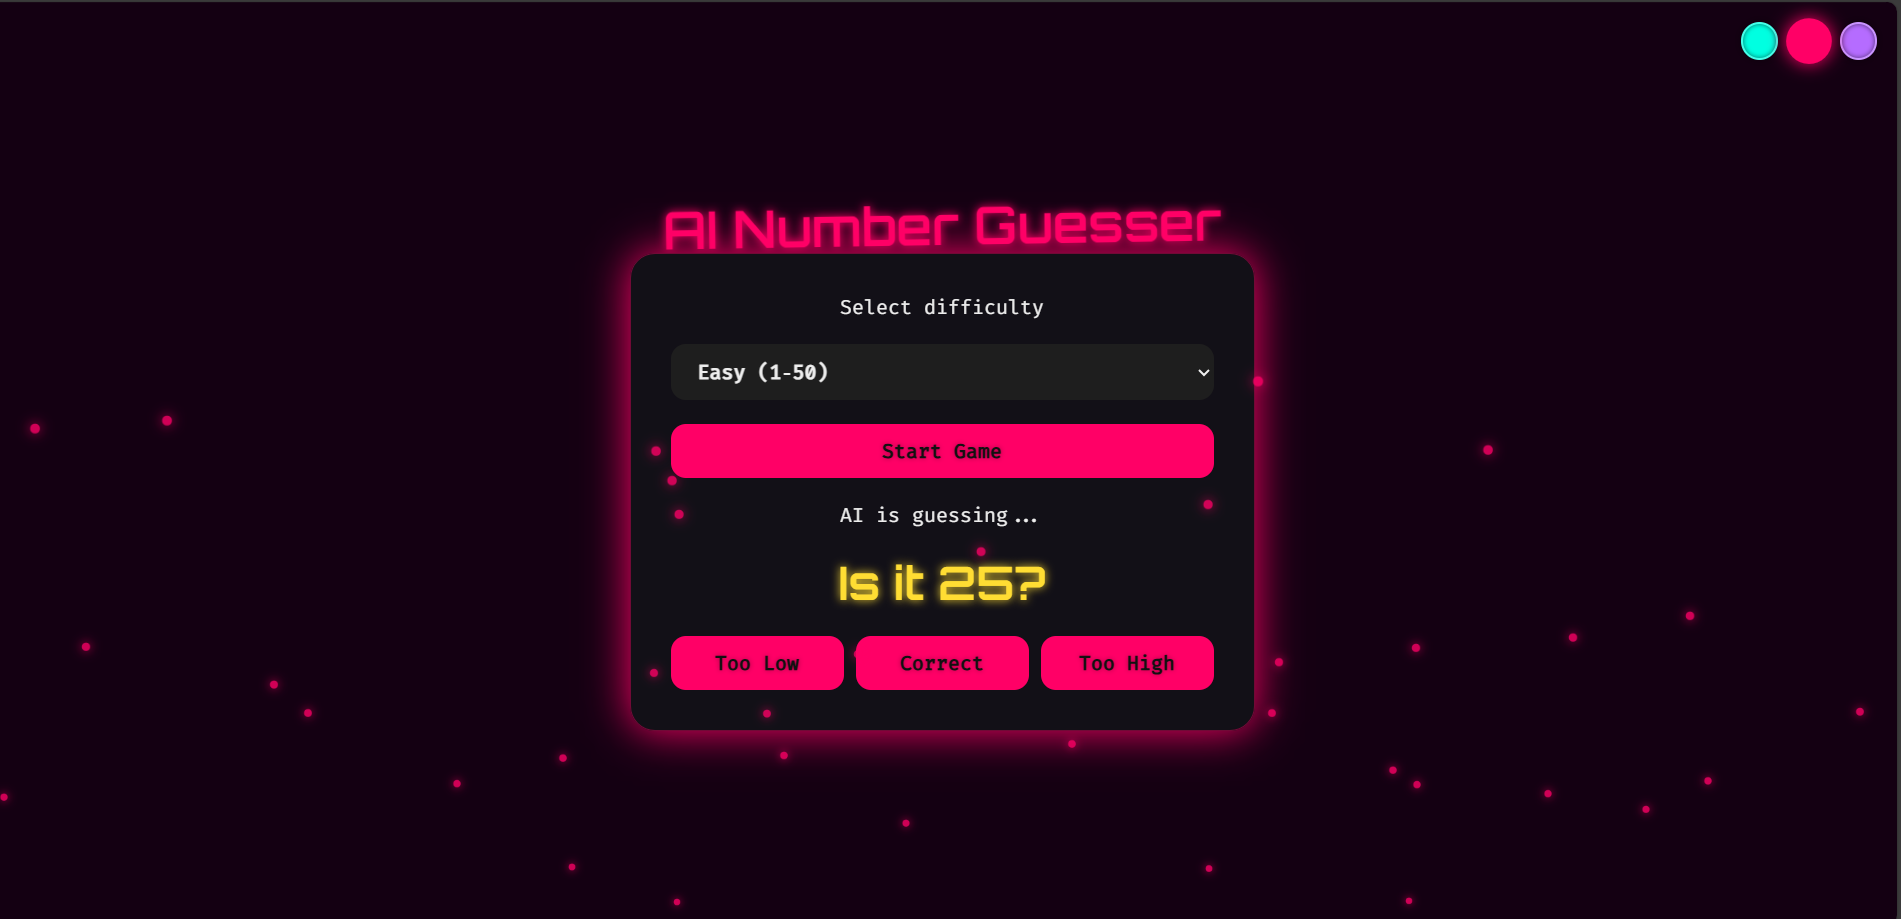 AI Number Guesser
Select difficulty
Easy (1-50)
Start Game
AI is guessing...
Is it 25?
Too Low Correct Too High